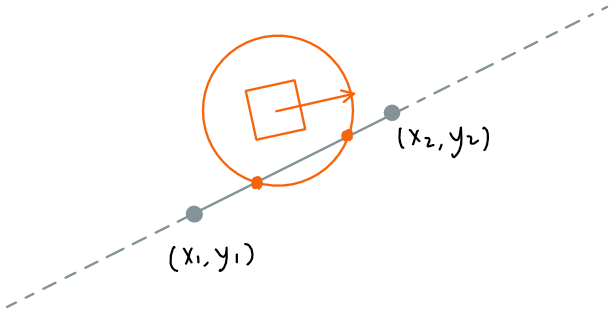 (x₂, y₂)
(x₁, y₁)